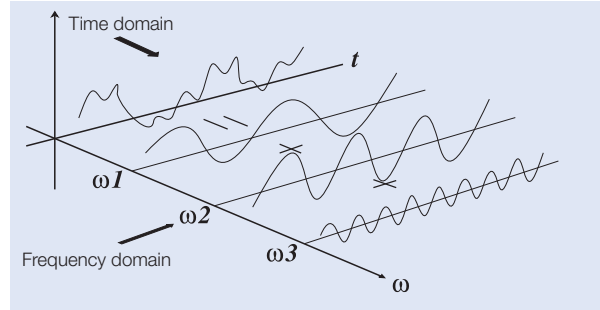 Time domain
t
ω1
ω2
ω3
Frequency domain
ω